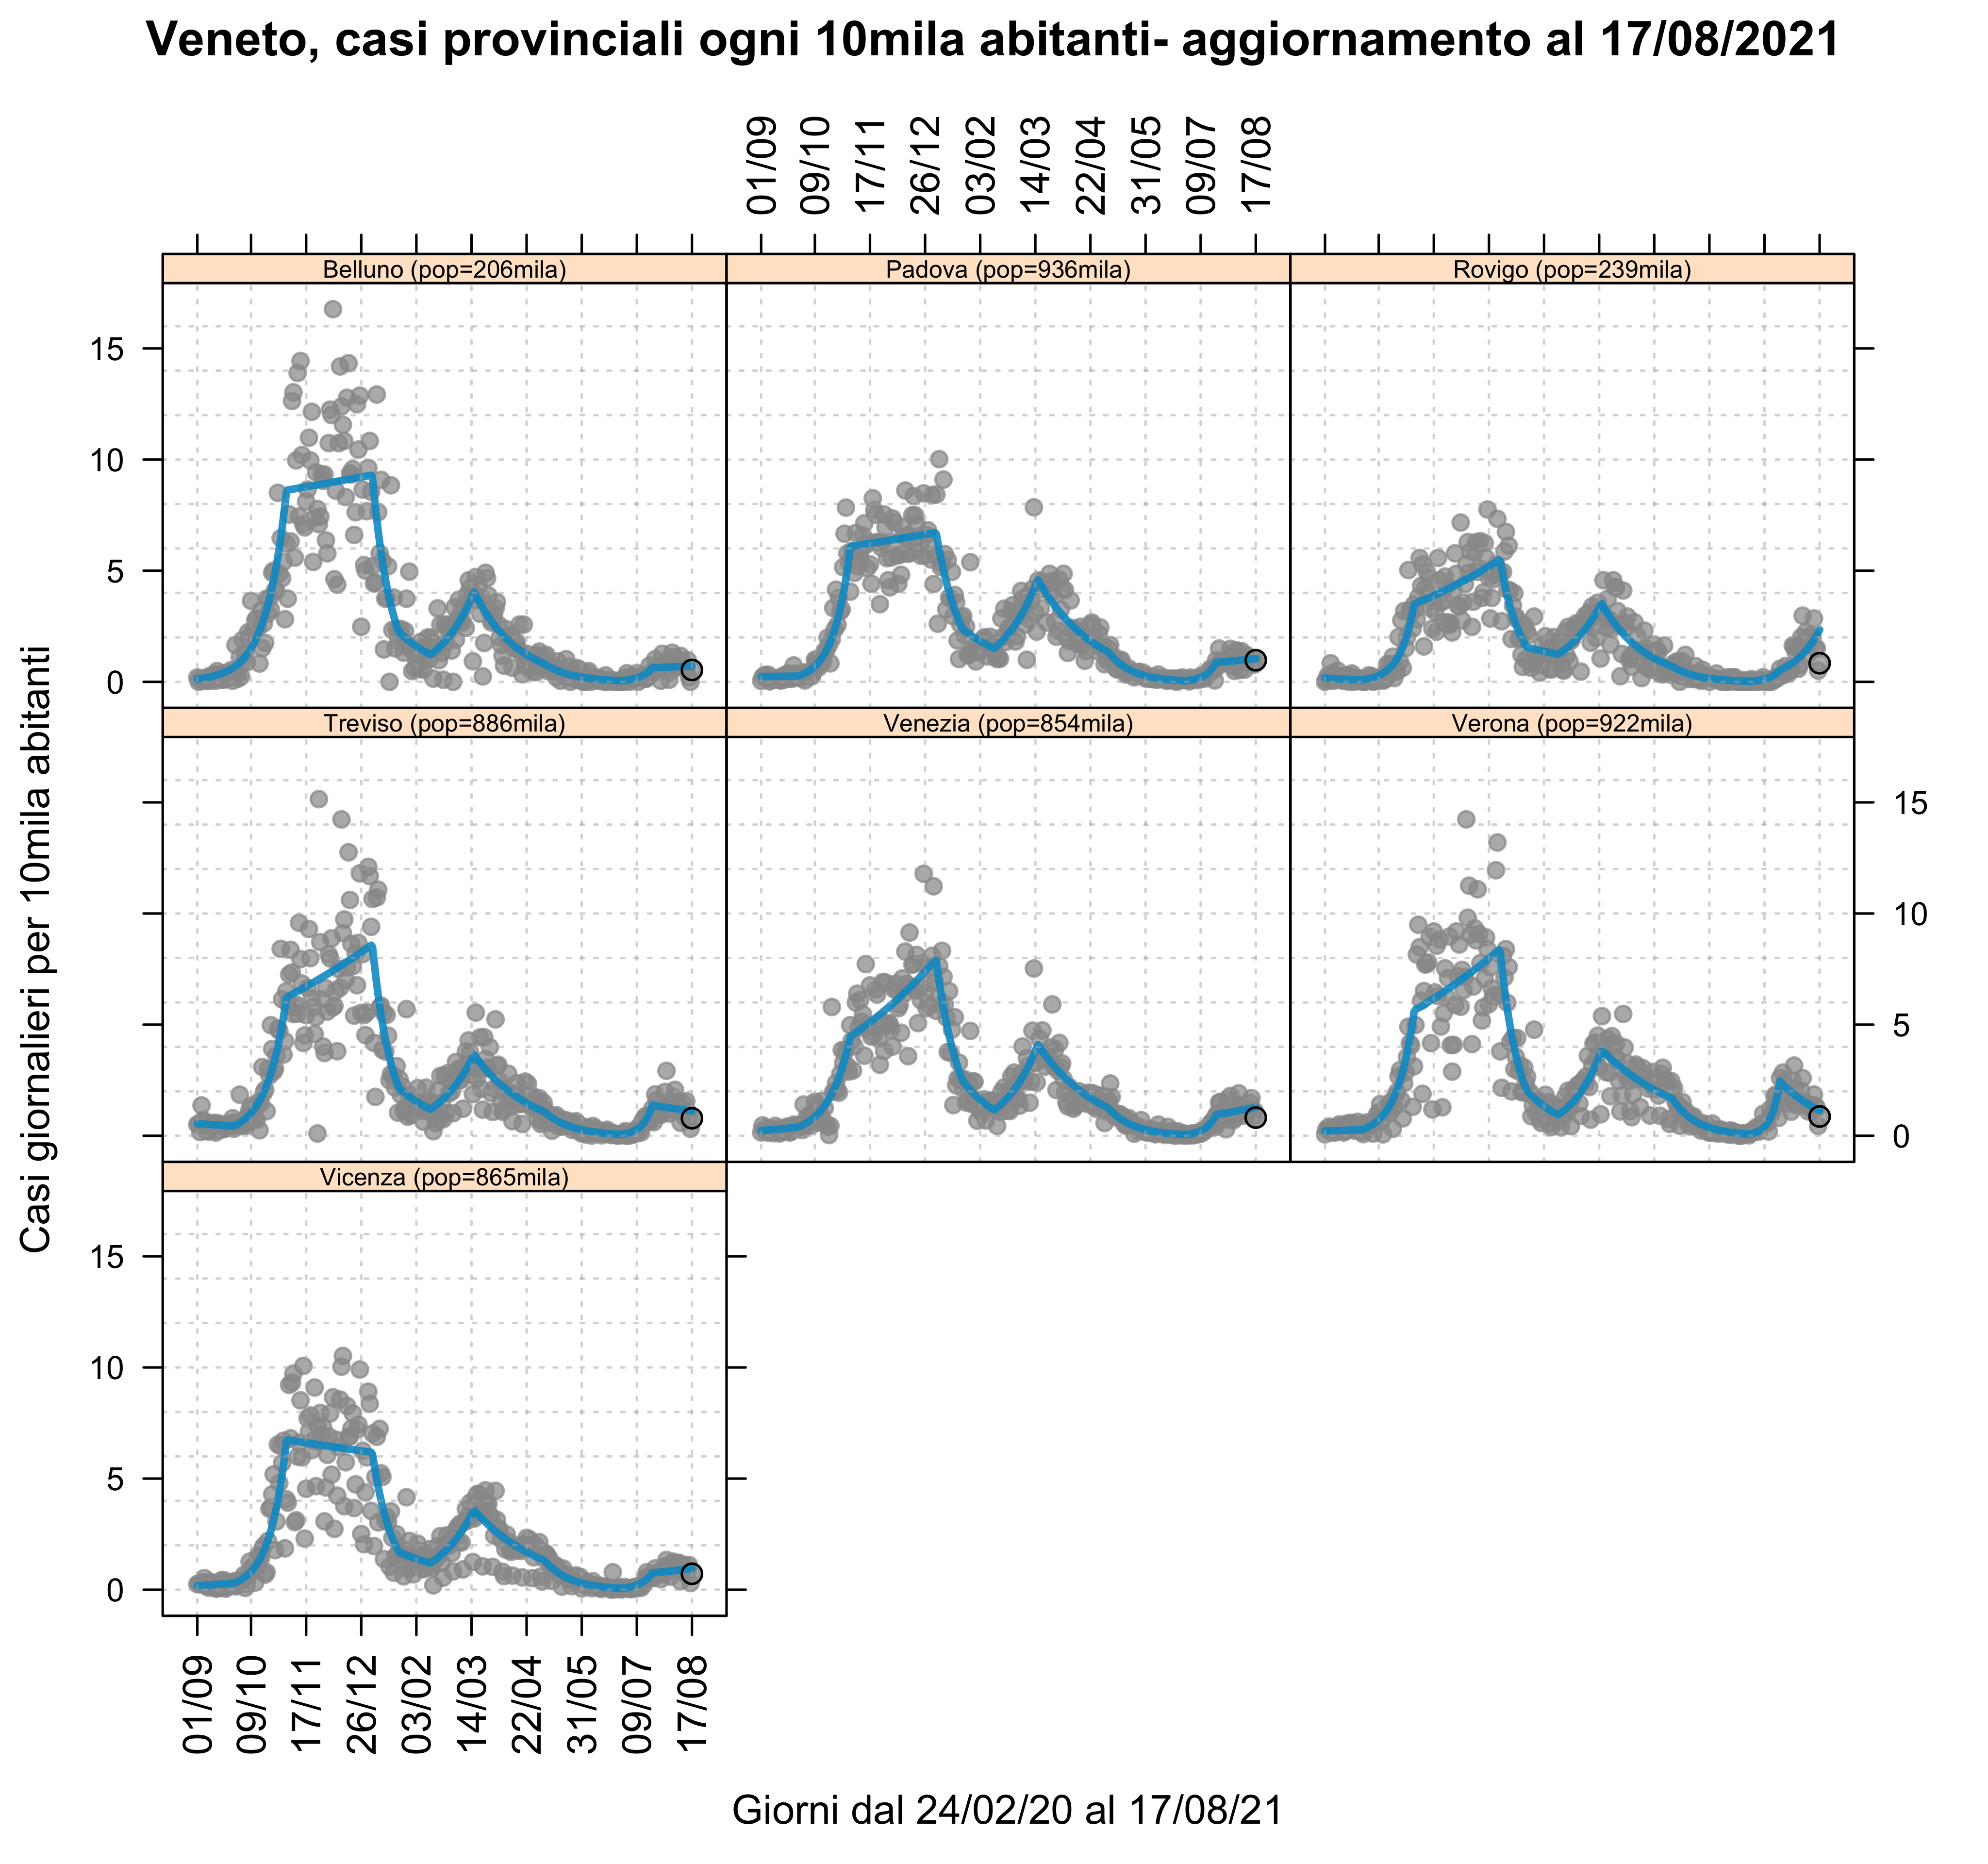 Veneto, casi provinciali ogni 10mila abitanti- aggiornamento al 17/08/2021
01/09 09/10 17/11 26/12 03/02 14/03 22/04 31/05 09/07 17/08
Belluno (pop=206mila)
Padova (pop=936mila)
Rovigo (pop=239mila)
15
10
5
0
Treviso (pop=886mila)
Venezia (pop=854mila)
Verona (pop=922mila)
15
10
5
0
Vicenza (pop=865mila)
15
10
5
0
01/09 09/10 17/11 26/12 03/02 14/03 22/04 31/05 09/07 17/08
Casi giornalieri per 10mila abitanti
Giorni dal 24/02/20 al 17/08/21